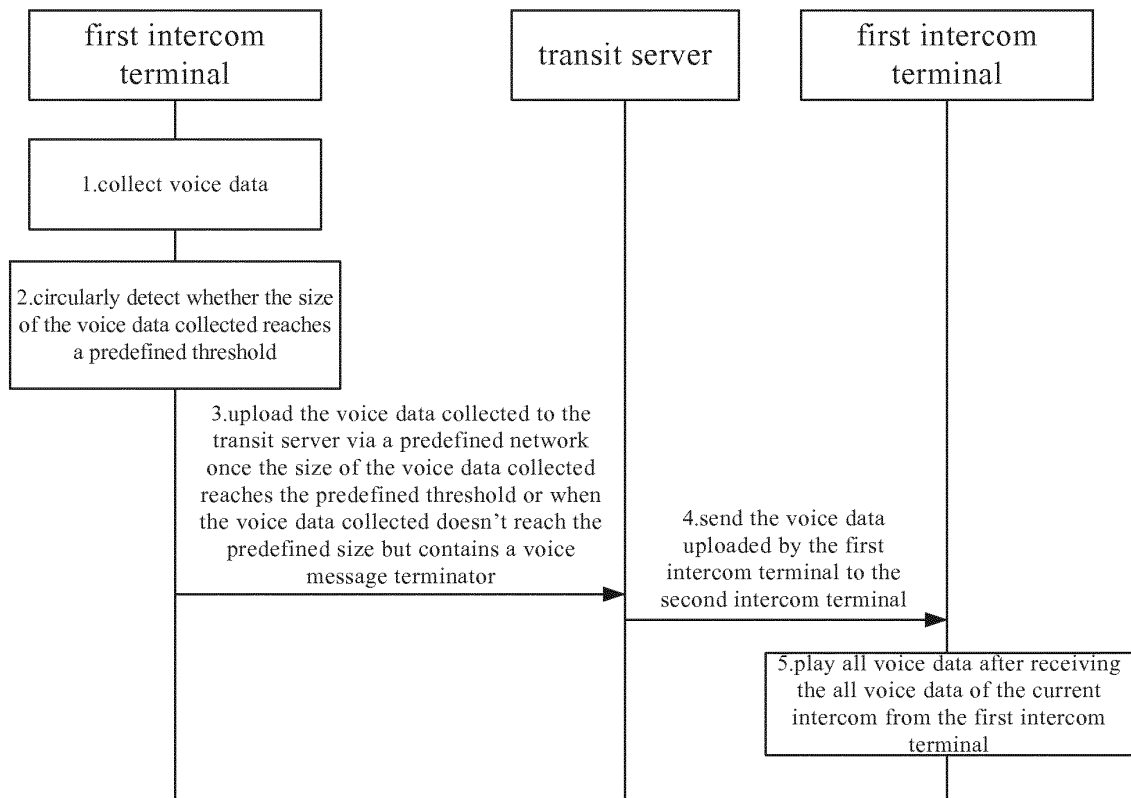 first intercom
terminal
transit server
first intercom
terminal
1.collect voice data
2.circularly detect whether the size
of the voice data collected reaches
a predefined threshold
3.upload the voice data collected to the
transit server via a predefined network
once the size of the voice data collected
reaches the predefined threshold or when
the voice data collected doesn’t reach the
predefined size but contains a voice
message terminator
4.send the voice data
uploaded by the first
intercom terminal to the
second intercom terminal
5.play all voice data after receiving
the all voice data of the current
intercom from the first intercom
terminal